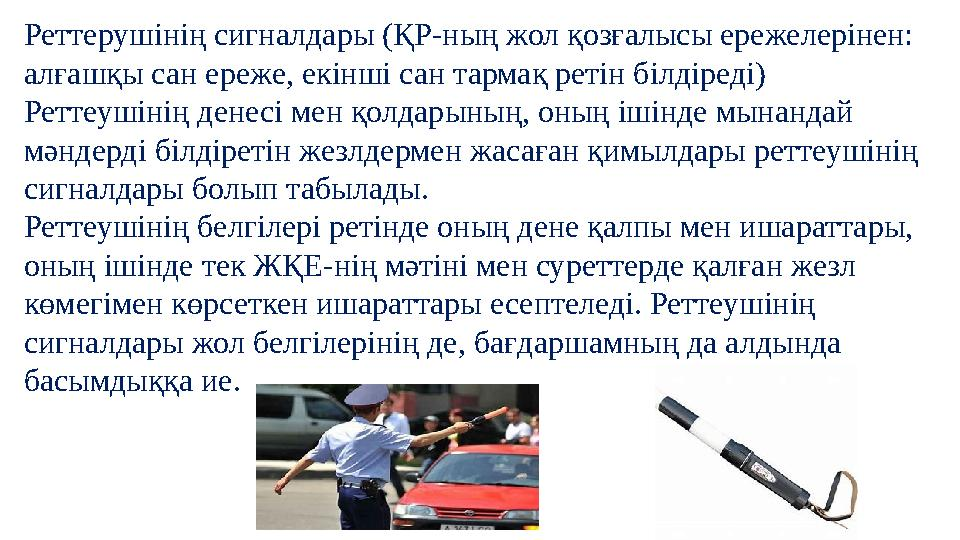 Реттерушінің сигналдары (ҚР-ның жол қозғалысы ережелерінен:
алғашқы сан ереже, екінші сан тармақ ретін білдіреді)
Реттеушінің денесі мен қолдарының, оның ішінде мынандай
мәндерді білдіретін жезлдермен жасаған қимылдары реттеушінің
сигналдары болып табылады.
Реттеушінің белгілері ретінде оның дене қалпы мен ишараттары,
оның ішінде тек ЖҚЕ-нің мәтіні мен суреттерде қалған жезл
көмегімен көрсеткен ишараттары есептеледі. Реттеушінің
сигналдары жол белгілерінің де, бағдаршамның да алдында
басымдыққа ие.